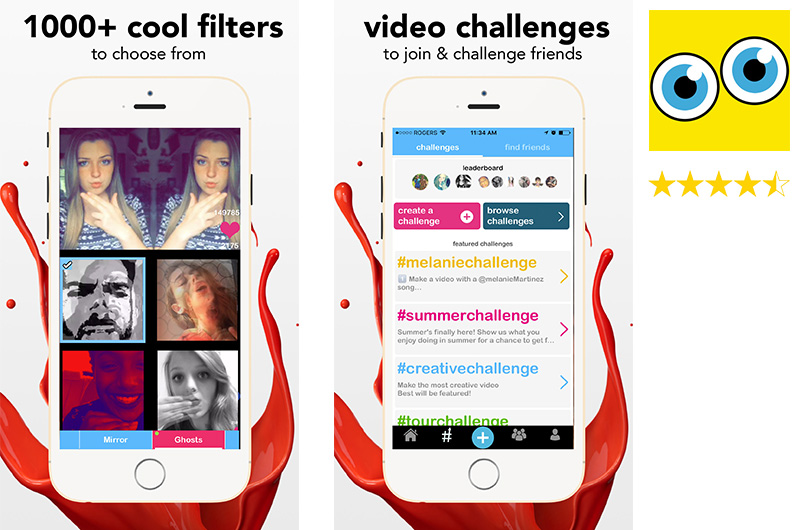 1000+ cool filters
to choose from
149785
175
Mirror
Ghosts
video challenges
to join & challenge friends
ROGERS
11:34 AM
challenges
find friends
leaderboard
create a
challenge
browse
challenges
featured challenges
#melaniechallenge
Make a video with a @melanieMartinez
song...
#summerchallenge
Summer's finally here! Show us what you
enjoy doing in summer for a chance to get f...
#creativechallenge
Make the most creative video
Best will be featured!
#tourchallenge